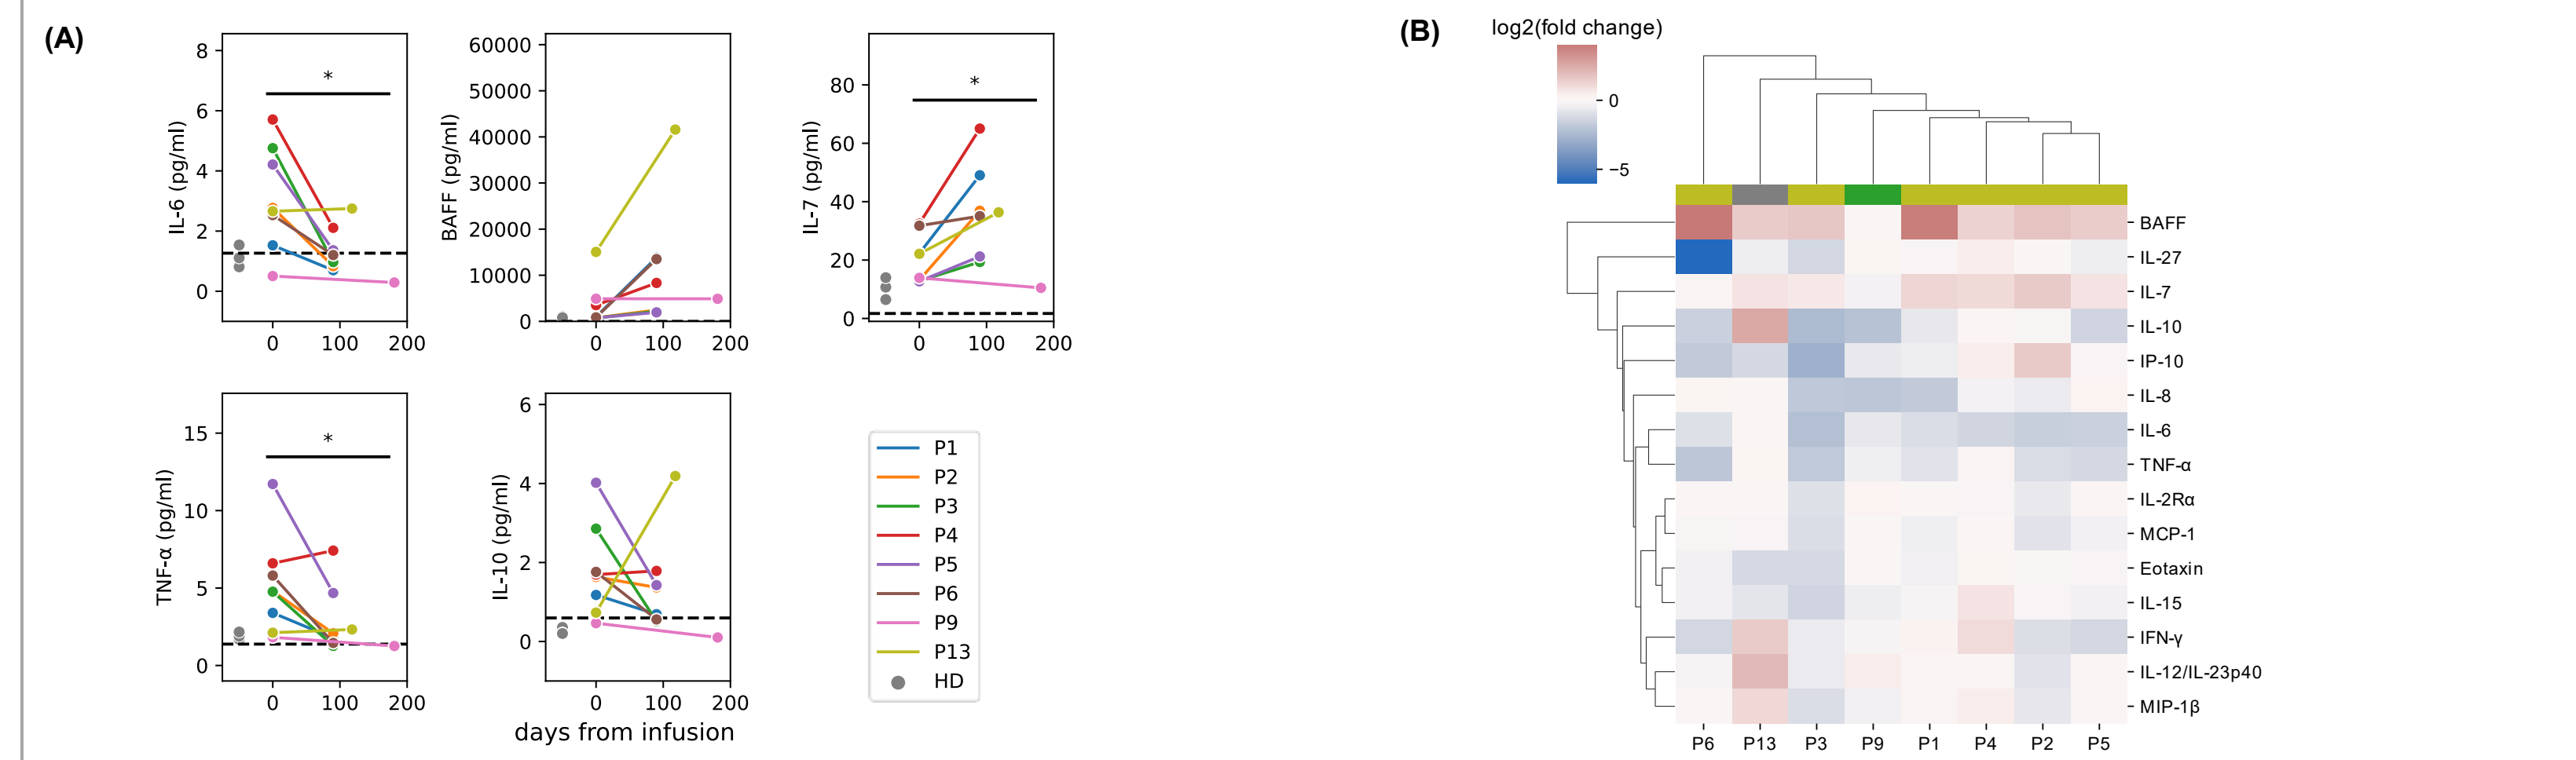 (A)
8
6
4
2
0
IL-6 (pg/ml)
*
0 100 200
60000
50000
40000
30000
20000
10000
0
BAFF (pg/ml)
0 100 200
80
60
40
20
0
IL-7 (pg/ml)
*
0 100 200
15
10
5
0
TNF-α (pg/ml)
*
0 100 200
6
4
2
0
IL-10 (pg/ml)
0 100 200
days from infusion
P1
P2
P3
P4
P5
P6
P9
P13
HD
(B)
log2(fold change)
0
−5
BAFF
IL-27
IL-7
IL-10
IP-10
IL-8
IL-6
TNF-α
IL-2Rα
MCP-1
Eotaxin
IL-15
IFN-γ
IL-12/IL-23p40
MIP-1β
P6 P13 P3 P9 P1 P4 P2 P5